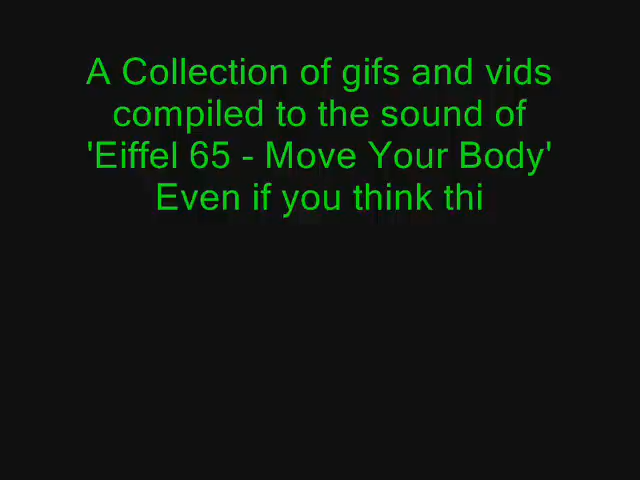 A Collection of gifs and vids
compiled to the sound of
'Eiffel 65 - Move Your Body'
Even if you think thi